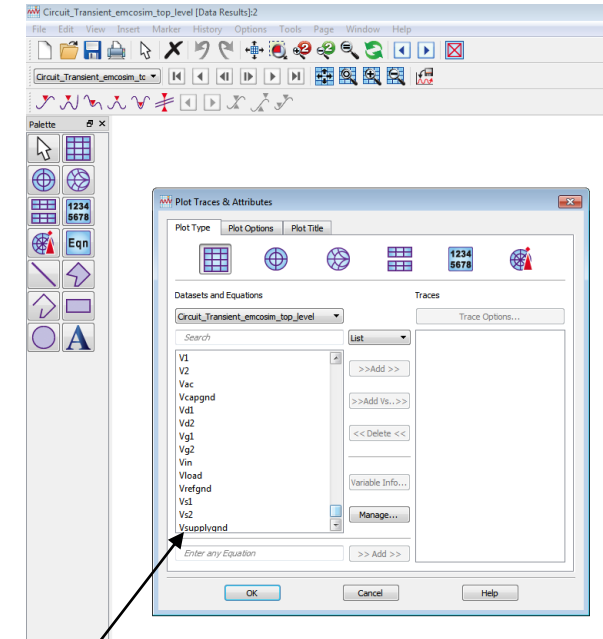 Circuit_Transient_emcosim_top_level [Data Results]:2
File Edit View Insert Marker History Options Tools Page Window Help
Circuit_Transient_emcosim_tc
Palette
1234
5678
Eqn
A
Plot Traces & Attributes
Plot Type Plot Options Plot Title
1234
5678
Datasets and Equations Traces
Circuit_Transient_emcosim_top_level Trace Options...
Search List
V1
V2
>>Add >>
Vac
Vcapgnd
Vd1
>>Add Vs..>>
Vd2
Vg1
<< Delete <<
Vg2
Vin
Vload
Variable Info...
Vrefgnd
Vs1
Vs2
Manage...
Vsupplygnd
Enter any Equation >> Add >>
OK Cancel Help